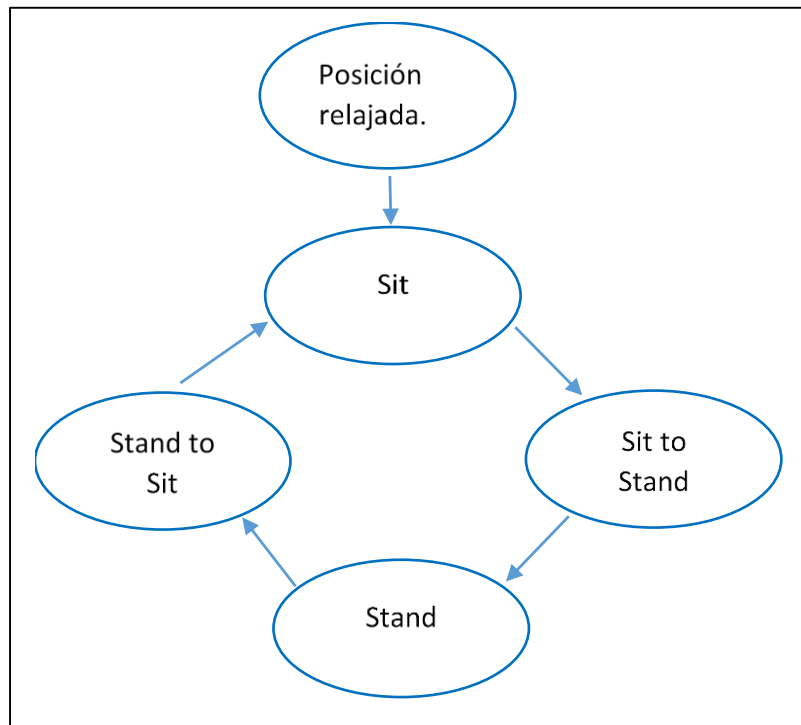 Posición
relajada.
Sit
Sit to
Stand
Stand
Stand to
Sit